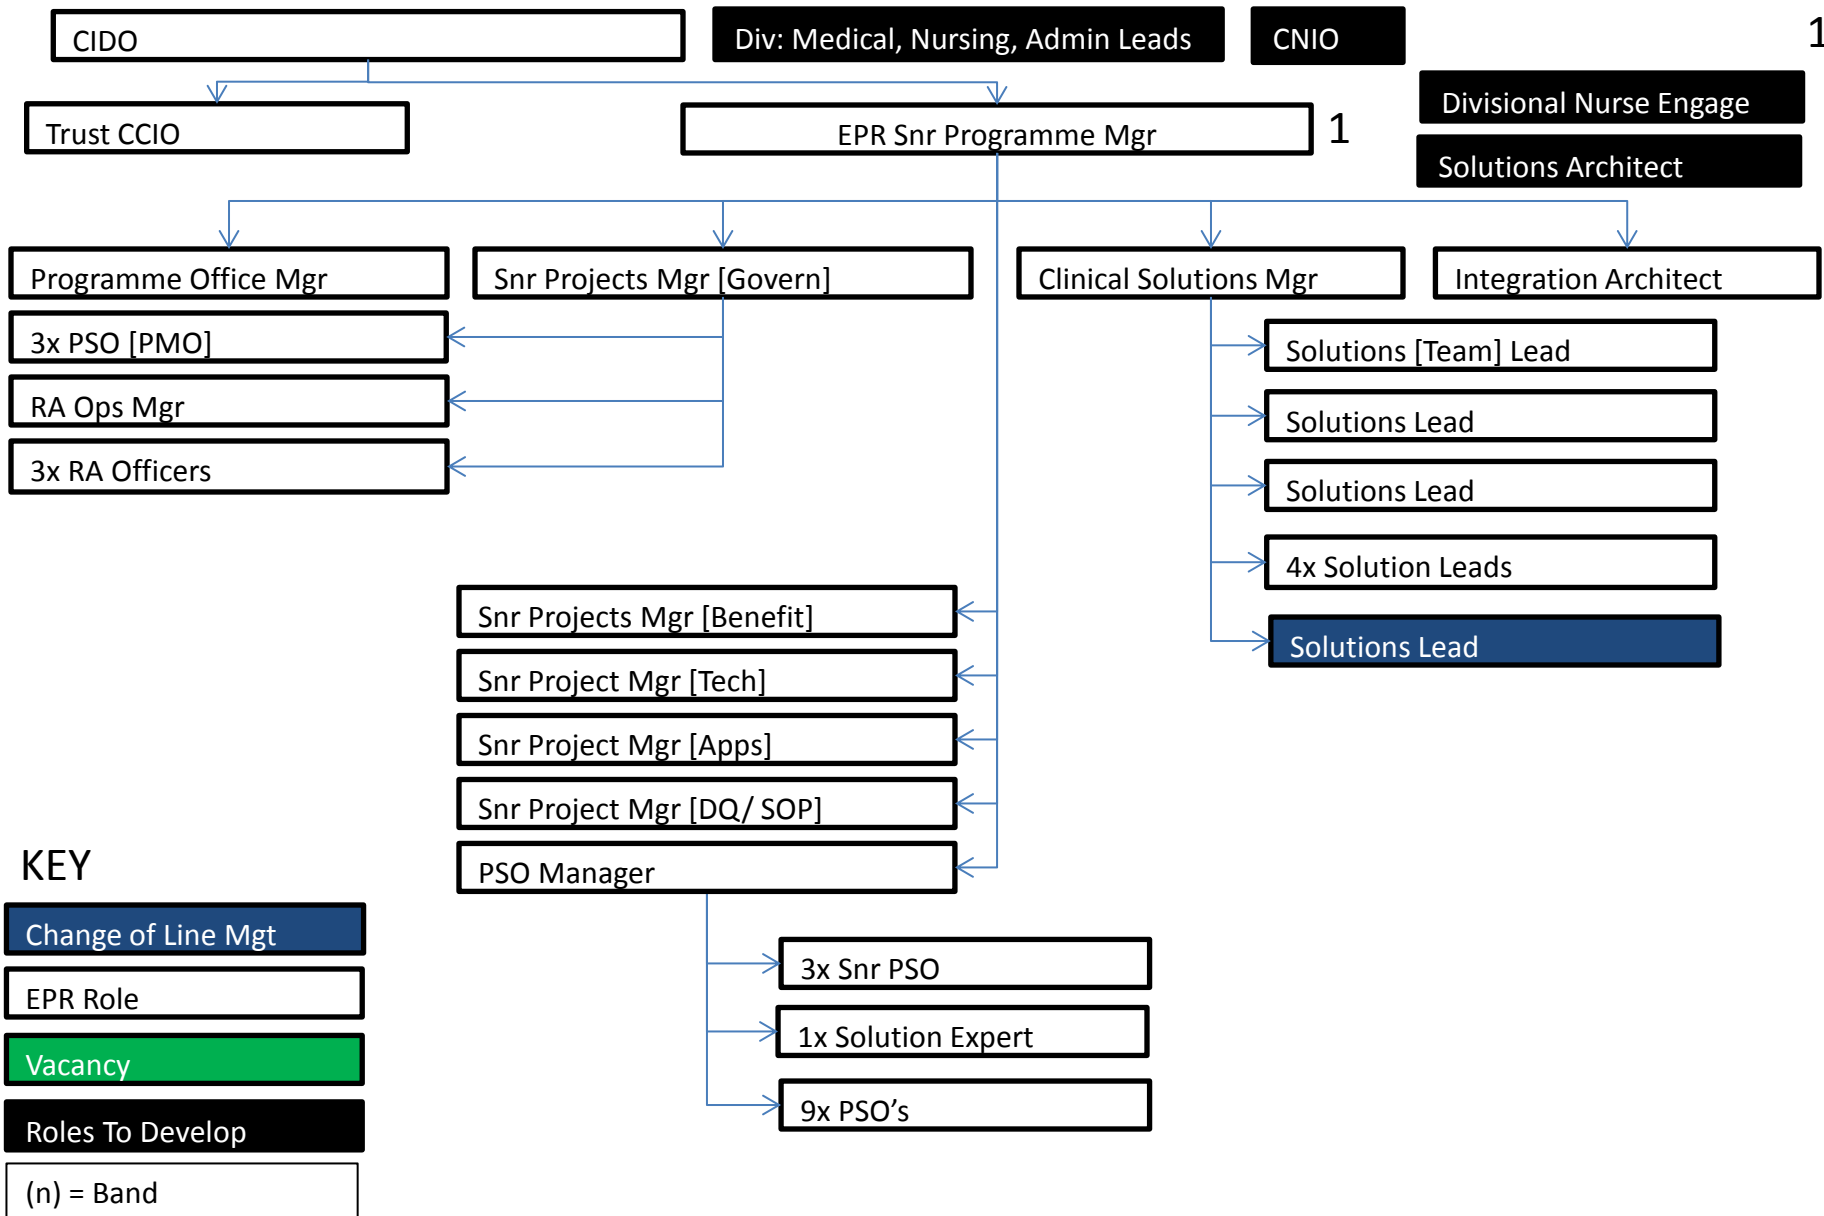 CIDO
Div: Medical, Nursing, Admin Leads
CNIO
1
Divisional Nurse Engage
Trust CCIO
EPR Snr Programme Mgr
1
Solutions Architect
Programme Office Mgr
Snr Projects Mgr [Govern]
Clinical Solutions Mgr
Integration Architect
3x PSO [PMO]
RA Ops Mgr
3x RA Officers
Solutions [Team] Lead
Solutions Lead
Solutions Lead
4x Solution Leads
Solutions Lead
Snr Projects Mgr [Benefit]
Snr Project Mgr [Tech]
Snr Project Mgr [Apps]
Snr Project Mgr [DQ/ SOP]
PSO Manager
3x Snr PSO
1x Solution Expert
9x PSO’s
KEY
Change of Line Mgt
EPR Role
Vacancy
Roles To Develop
(n) = Band